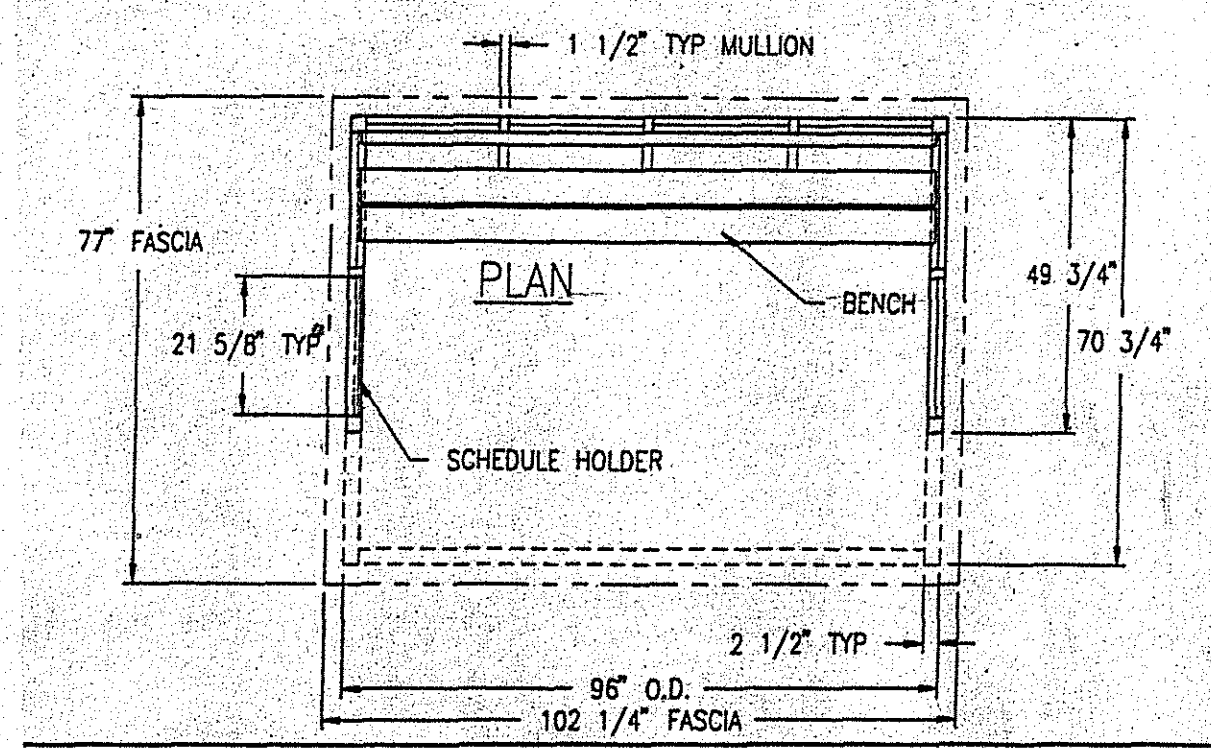 1 1/2" TYP MULLION
77" FASCIA
PLAN
49 3/4"
BENCH
21 5/8" TYP
70 3/4"
SCHEDULE HOLDER
2 1/2" TYP
96" O.D.
102 1/4" FASCIA